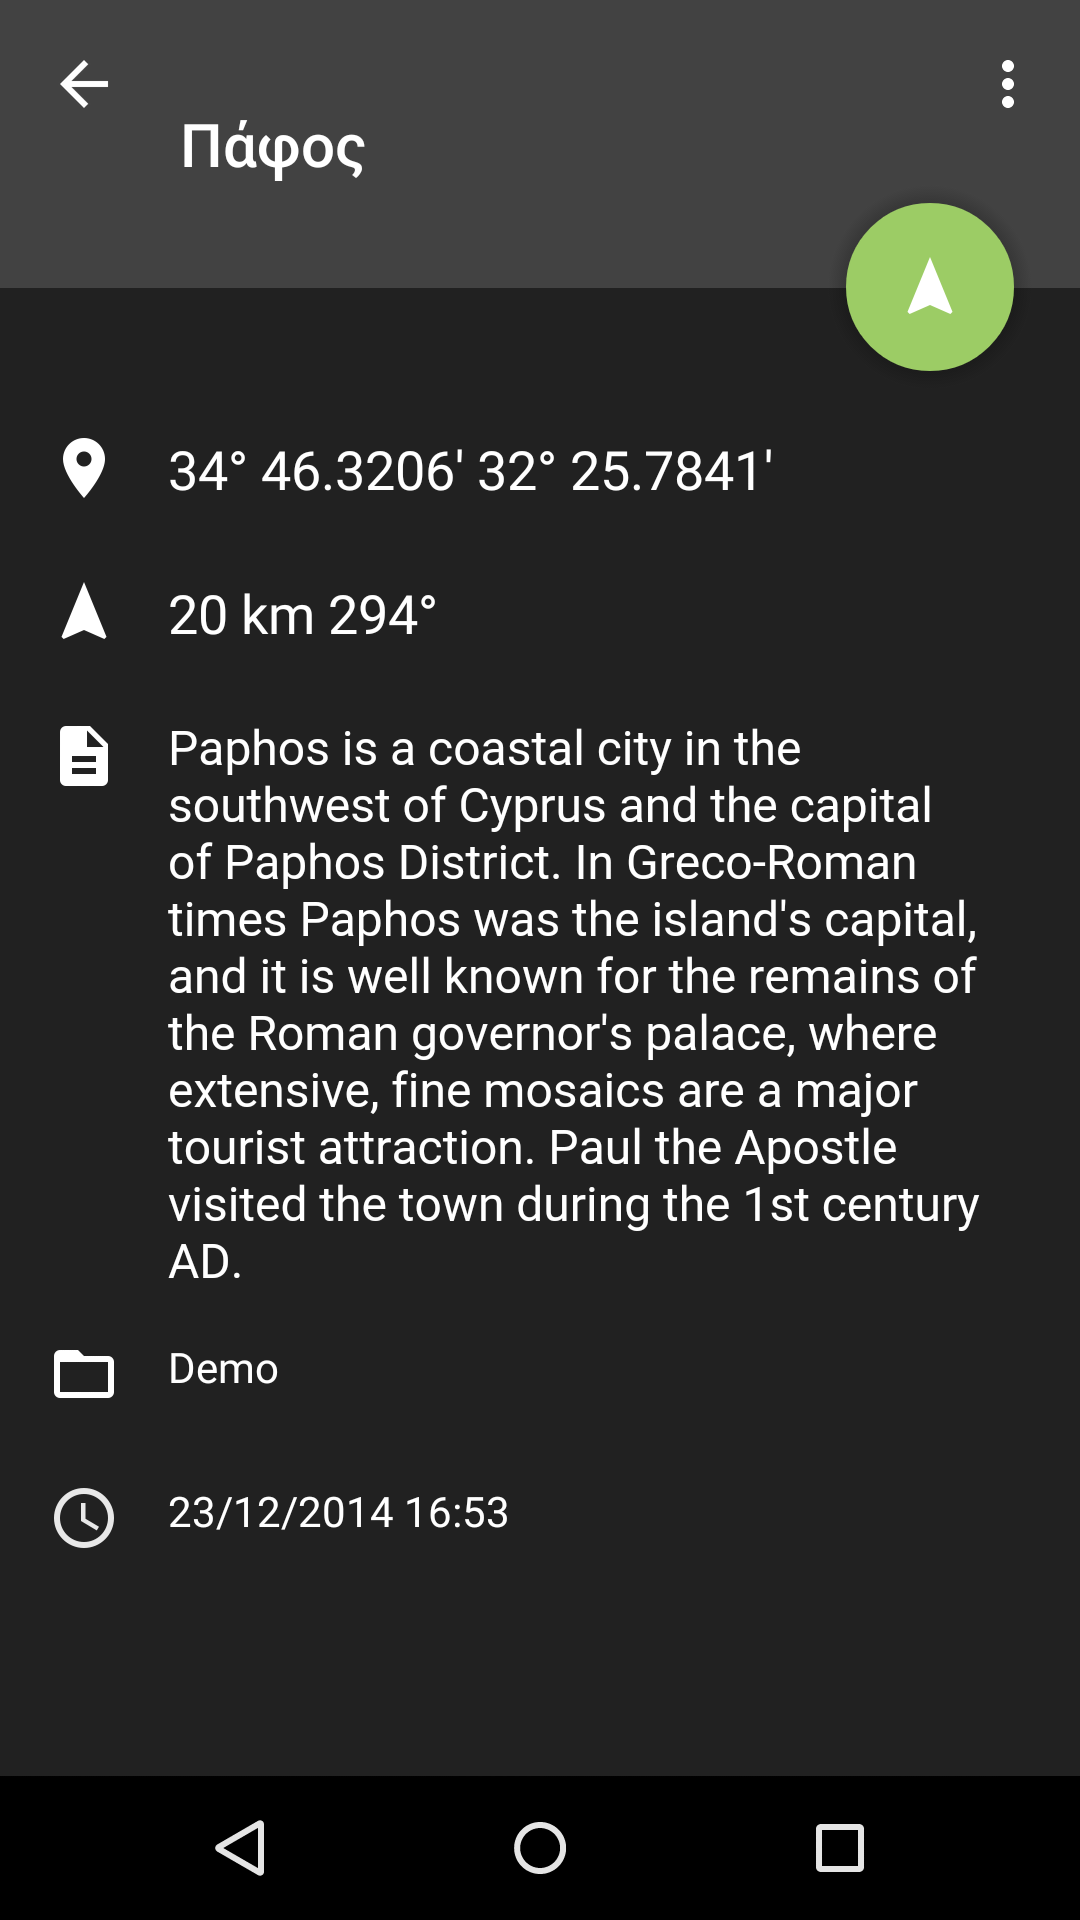 Πάφος
34° 46.3206' 32° 25.7841'
20 km 294°
Paphos is a coastal city in the
southwest of Cyprus and the capital
of Paphos District. In Greco-Roman
times Paphos was the island's capital,
and it is well known for the remains of
the Roman governor's palace, where
extensive, fine mosaics are a major
tourist attraction. Paul the Apostle
visited the town during the 1st century
AD.
Demo
23/12/2014 16:53